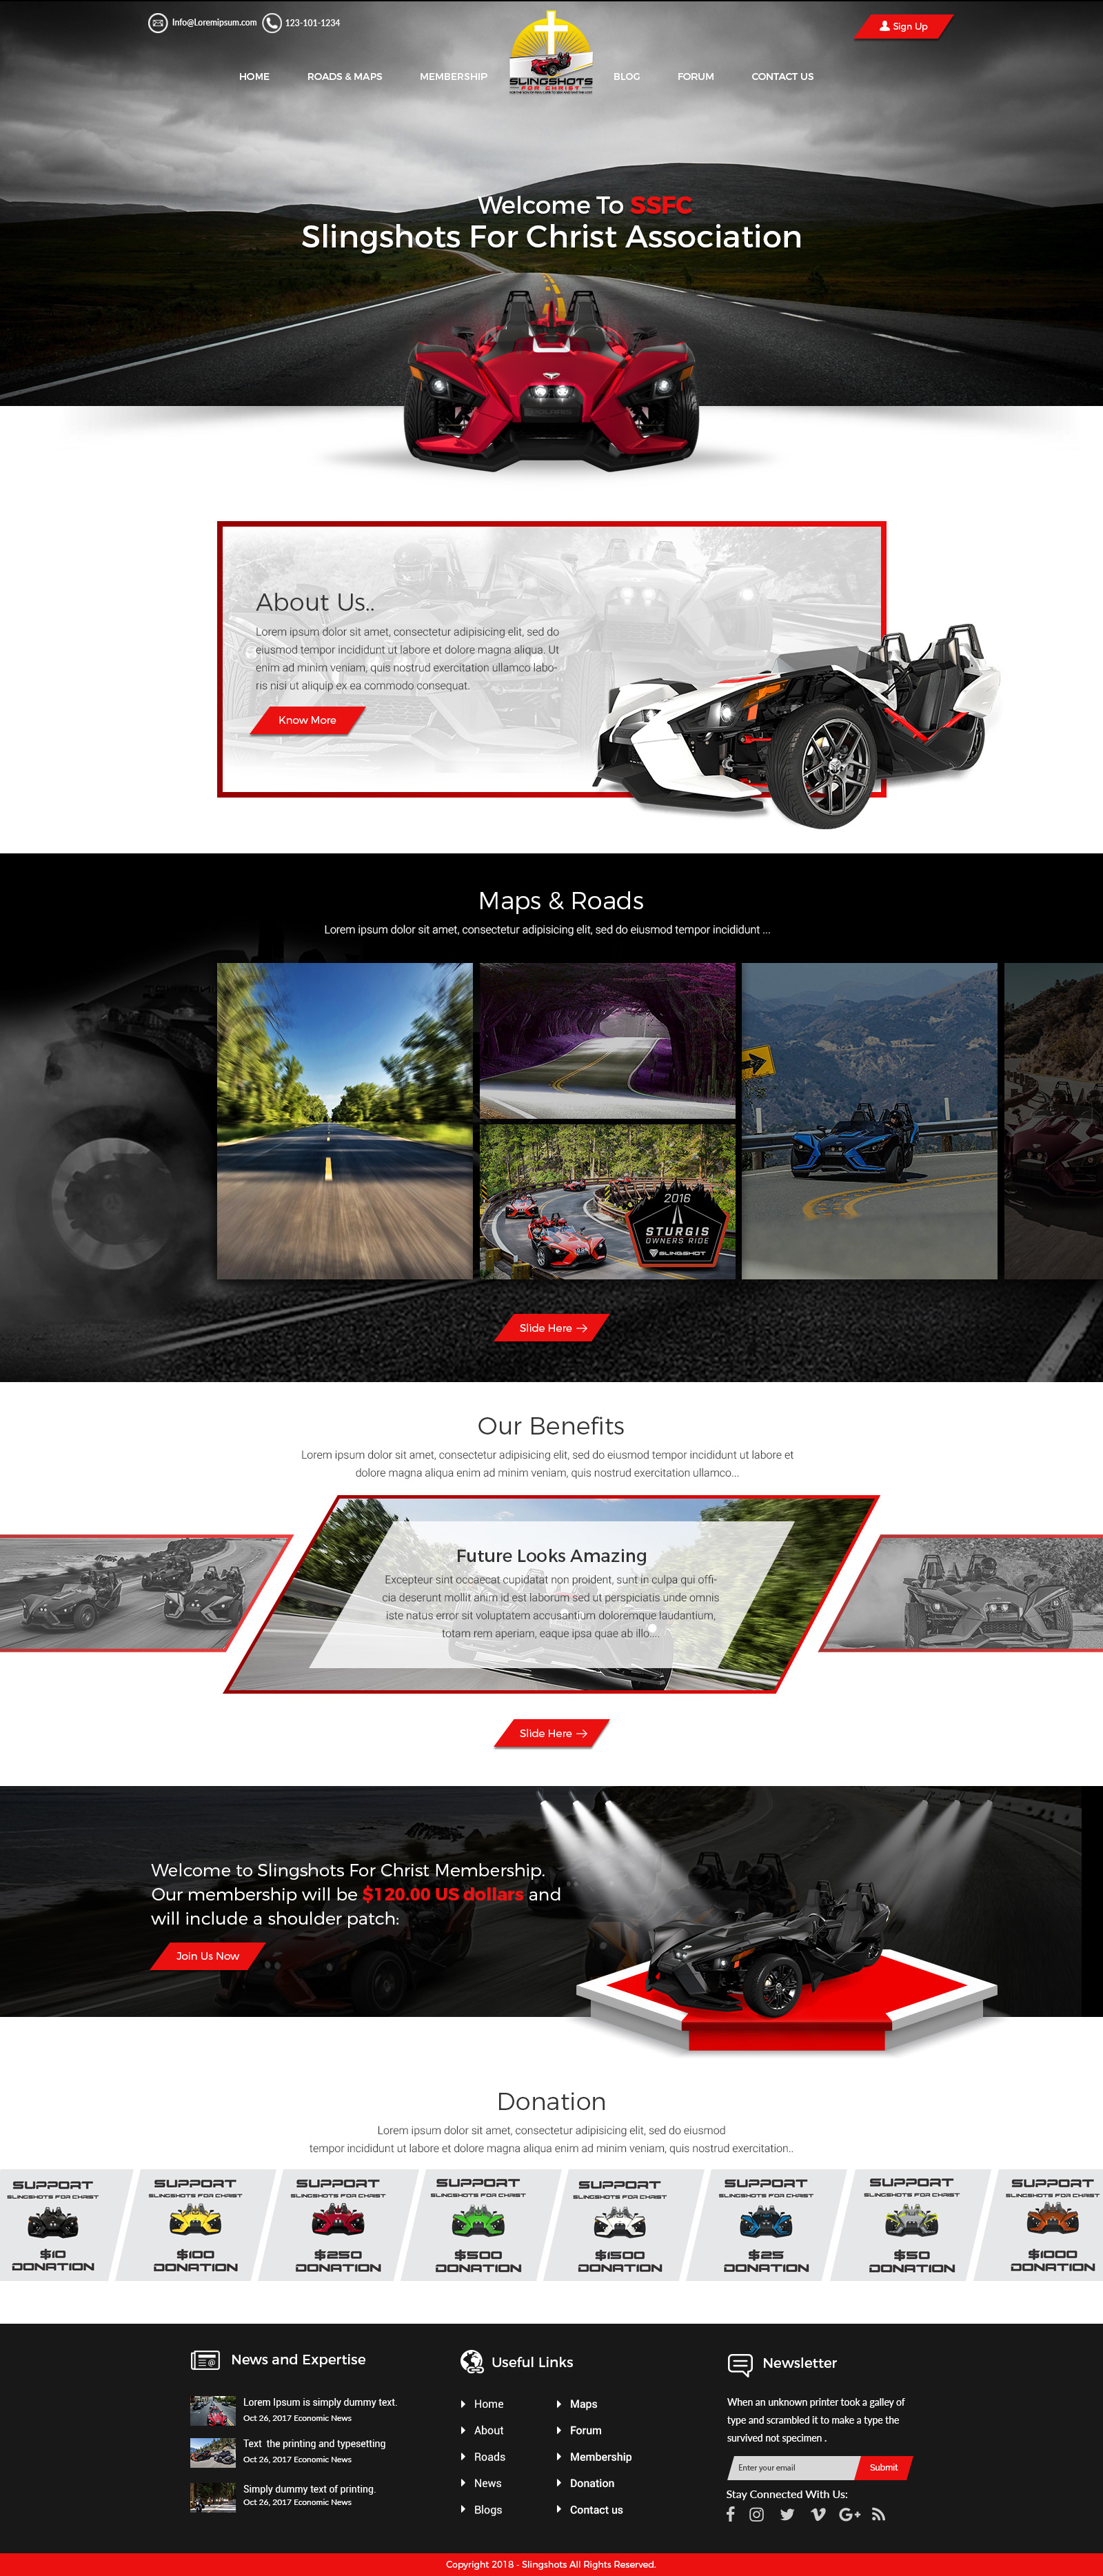 Info@Loremipsum.com 123-101-1234
Sign Up
HOME ROADS & MAPS MEMBERSHIP
SLINGSHOTS
FOR CHRIST
BLOG FORUM CONTACT US
Welcome To SSFC
Slingshots For Christ Association
POLARIS
About Us..
Lorem ipsum dolor sit amet, consectetur adipisicing elit, sed do
eiusmod tempor incididunt ut labore et dolore magna aliqua. Ut
enim ad minim veniam, quis nostrud exercitation ullamco labo-
ris nisi ut aliquip ex ea commodo consequat.
Know More
Maps & Roads
Lorem ipsum dolor sit amet, consectetur adipisicing elit, sed do eiusmod tempor incididunt ...
2016
STURGIS
OWNERS RIDE
SLINGSHOT
Slide Here
Our Benefits
Lorem ipsum dolor sit amet, consectetur adipisicing elit, sed do eiusmod tempor incididunt ut labore et
dolore magna aliqua enim ad minim veniam, quis nostrud exercitation ullamco...
Future Looks Amazing
Excepteur sint occaecat cupidatat non proident, sunt in culpa qui offi-
cia deserunt mollit anim id est laborum sed ut perspiciatis unde omnis
iste natus error sit voluptatem accusantium doloremque laudantium,
totam rem aperiam, eaque ipsa quae ab illo....
Slide Here
Welcome to Slingshots For Christ Membership.
Our membership will be $120.00 US dollars and
will include a shoulder patch:
Join Us Now
Donation
Lorem ipsum dolor sit amet, consectetur adipisicing elit, sed do eiusmod
tempor incididunt ut labore et dolore magna aliqua enim ad minim veniam, quis nostrud exercitation..
SUPPORT
SLINGSHOTS FOR CHRIST
$10
DONATION
SUPPORT
SLINGSHOTS FOR CHRIST
$100
DONATION
SUPPORT
SLINGSHOTS FOR CHRIST
$250
DONATION
SUPPORT
SLINGSHOTS FOR CHRIST
$500
DONATION
SUPPORT
SLINGSHOTS FOR CHRIST
$1500
DONATION
SUPPORT
SLINGSHOTS FOR CHRIST
$25
DONATION
SUPPORT
SLINGSHOTS FOR CHRIST
$50
DONATION
SUPPORT
SLINGSHOTS FOR CHRIST
$1000
DONATION
News and Expertise
Lorem Ipsum is simply dummy text.
Oct 26, 2017 Economic News
Text the printing and typesetting
Oct 26, 2017 Economic News
Simply dummy text of printing.
Oct 26, 2017 Economic News
Useful Links
Home
About
Roads
News
Blogs
Maps
Forum
Membership
Donation
Contact us
Newsletter
When an unknown printer took a galley of
type and scrambled it to make a type the
survived not specimen .
Enter your email Submit
Stay Connected With Us:
Copyright 2018 - Slingshots All Rights Reserved.